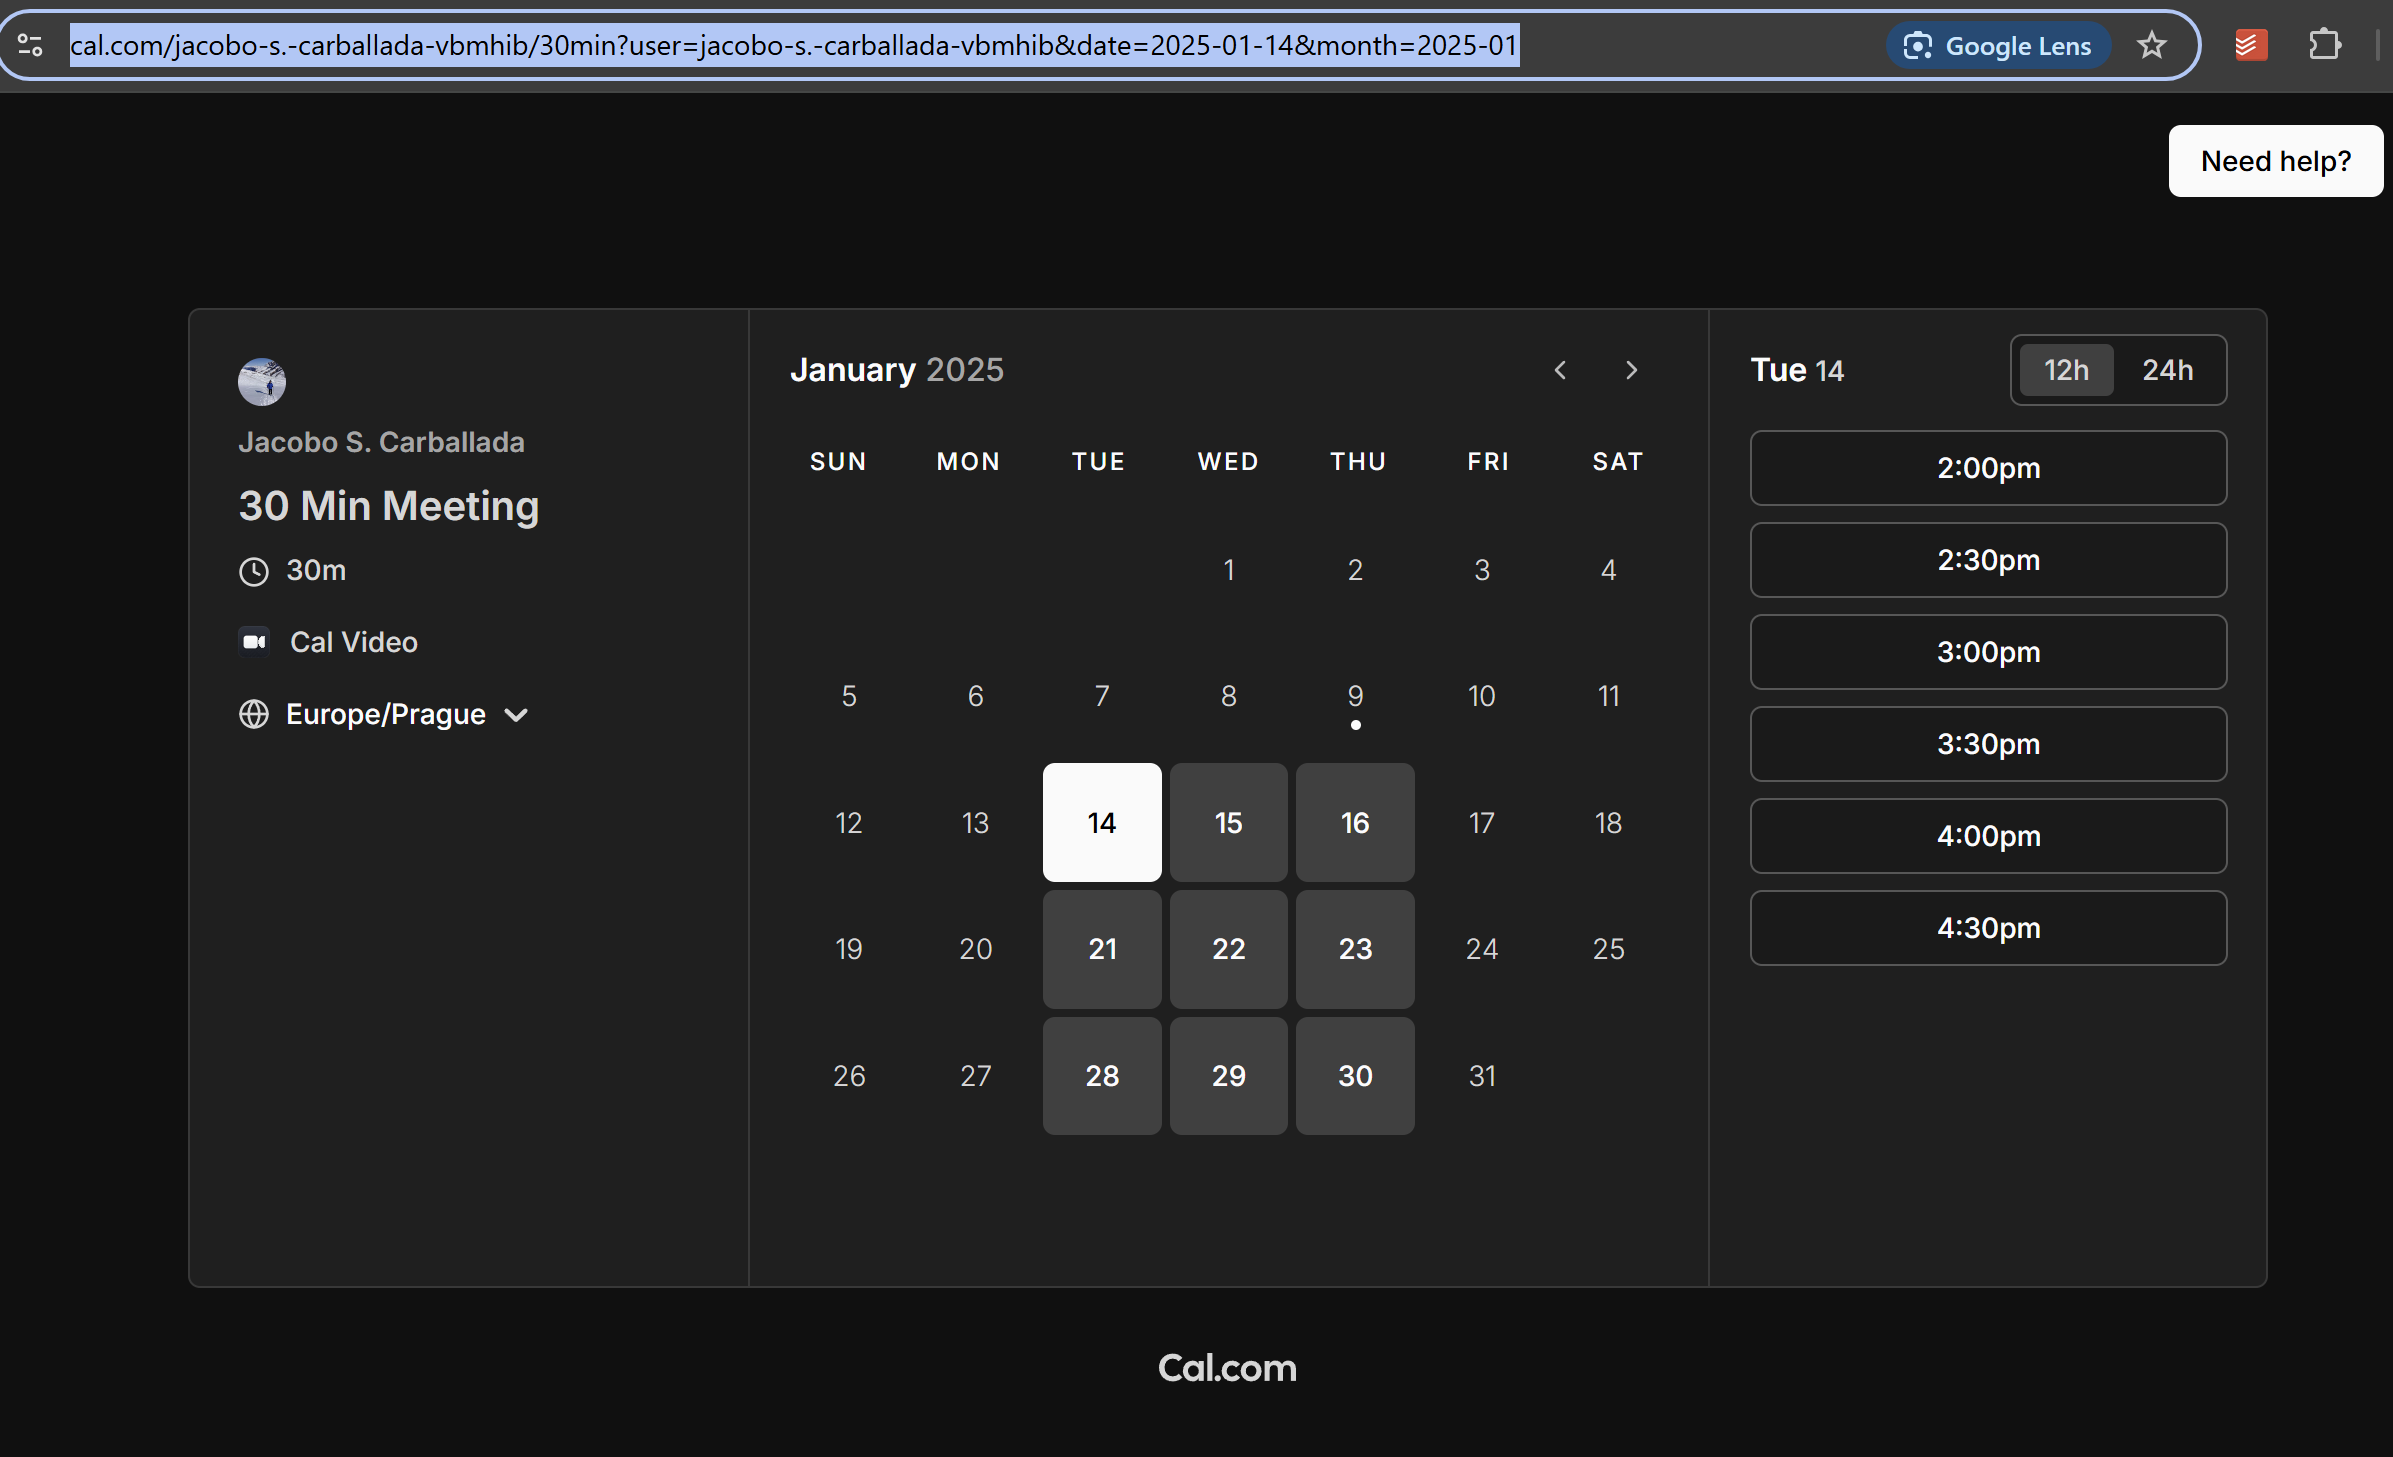 cal.com/jacobo-s.-carballada-vbmhib/30min?user=jacobo-s.-carballada-vbmhib&date=2025-01-14&month=2025-01
Google Lens
Need help?
Jacobo S. Carballada
30 Min Meeting
30m
Cal Video
Europe/Prague
January 2025
SUN MON TUE WED THU FRI SAT
1 2 3 4
5 6 7 8 9 10 11
12 13 14 15 16 17 18
19 20 21 22 23 24 25
26 27 28 29 30 31
Tue 14
12h 24h
2:00pm
2:30pm
3:00pm
3:30pm
4:00pm
4:30pm
Cal.com